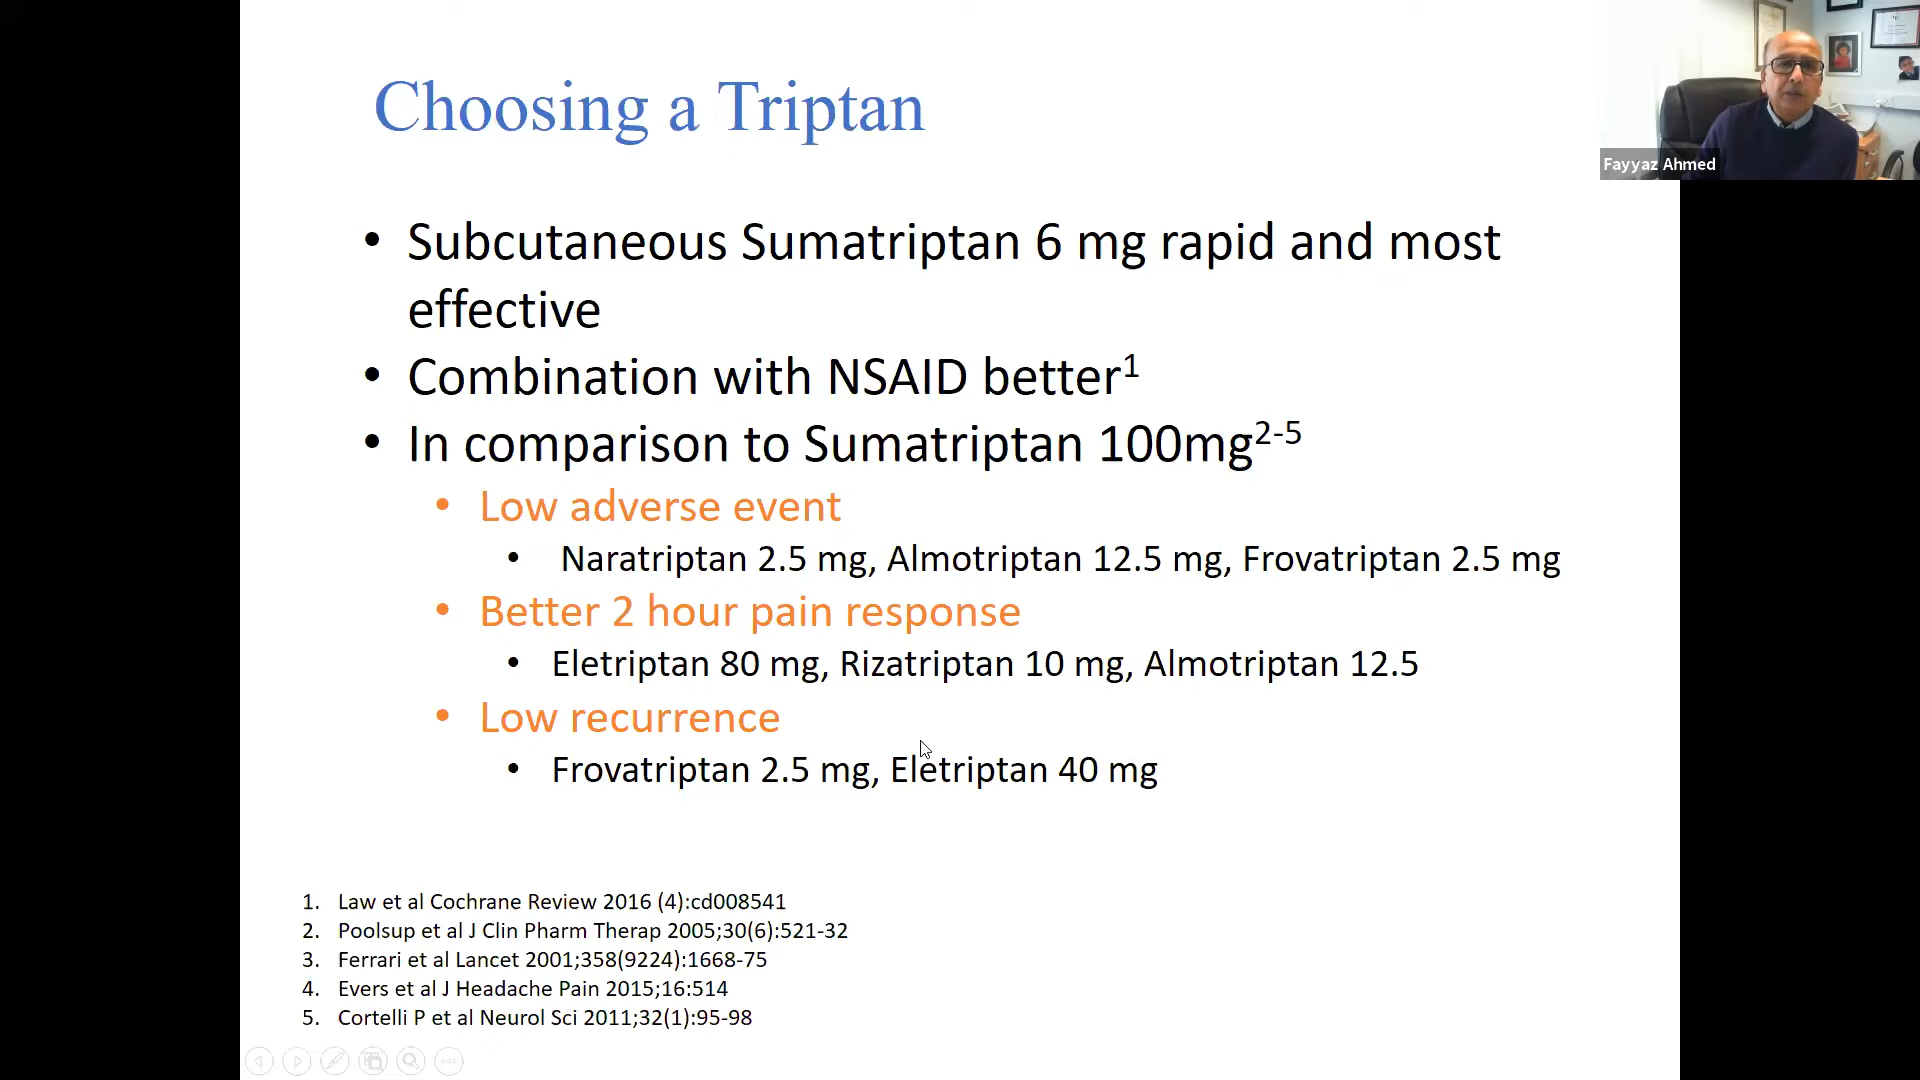 Choosing a Triptan
Fayyaz Ahmed
• Subcutaneous Sumatriptan 6 mg rapid and most
effective
• Combination with NSAID better¹
• In comparison to Sumatriptan 100mg²⁻⁵
• Low adverse event
• Naratriptan 2.5 mg, Almotriptan 12.5 mg, Frovatriptan 2.5 mg
• Better 2 hour pain response
• Eletriptan 80 mg, Rizatriptan 10 mg, Almotriptan 12.5
• Low recurrence
• Frovatriptan 2.5 mg, Eletriptan 40 mg
1. Law et al Cochrane Review 2016 (4):cd008541
2. Poolsup et al J Clin Pharm Therap 2005;30(6):521-32
3. Ferrari et al Lancet 2001;358(9224):1668-75
4. Evers et al J Headache Pain 2015;16:514
5. Cortelli P et al Neurol Sci 2011;32(1):95-98